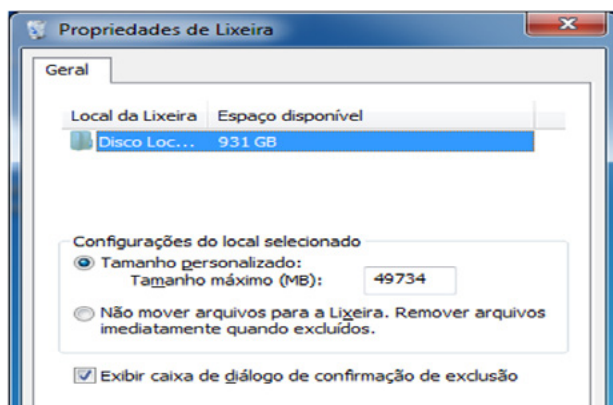 Propriedades de Lixeira
Geral
Local da Lixeira Espaço disponível
Disco Loc... 931 GB
Configurações do local selecionado
Tamanho personalizado:
Tamanho máximo (MB): 49734
Não mover arquivos para a Lixeira. Remover arquivos
imediatamente quando excluídos.
Exibir caixa de diálogo de confirmação de exclusão